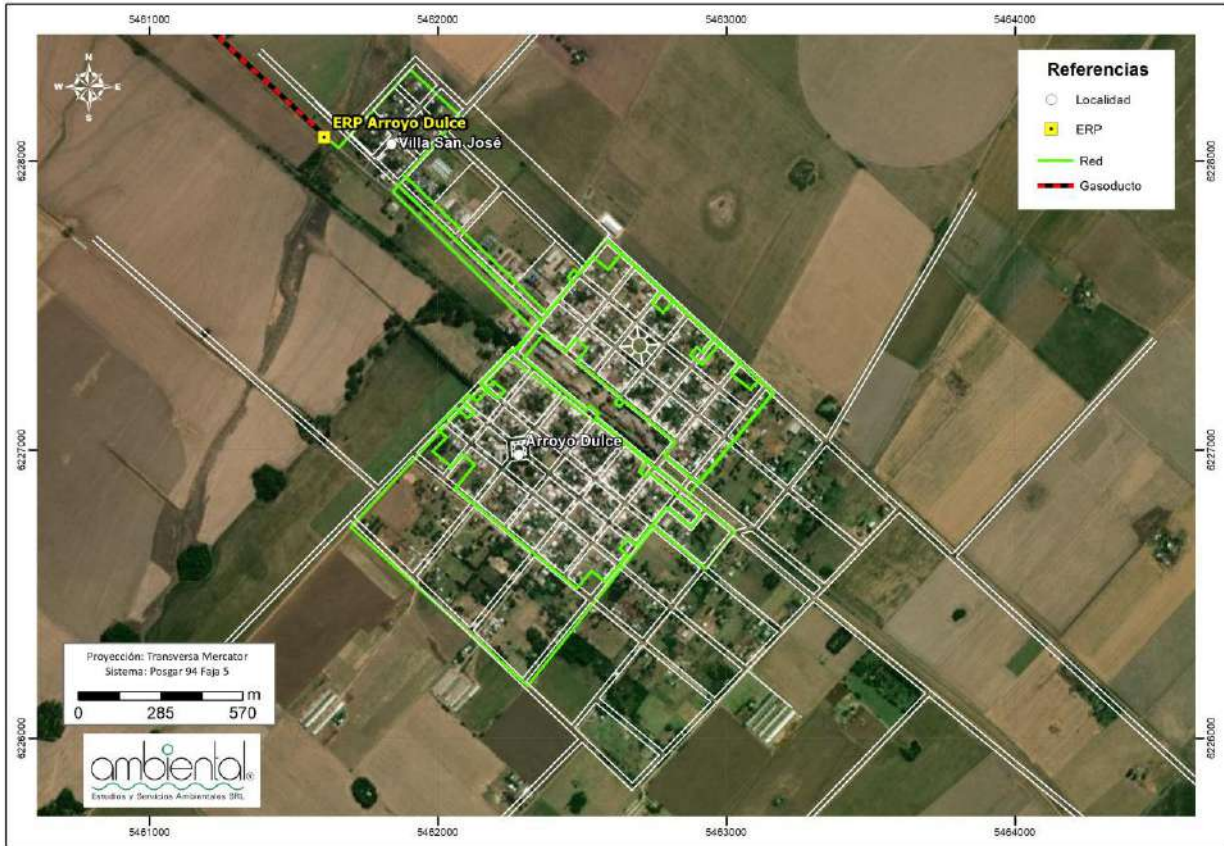 5461000 5462000 5463000 5464000
N
W E
S
Referencias
Localidad
ERP
Red
Gasoducto
ERP Arroyo Dulce
Villa San José
6228000 6228000
Arroyo Dulce
6227000 6227000
Proyección: Transversa Mercator
Sistema: Posgar 94 Faja 5
m
0 285 570
6226000 6226000
ambiental®
Estudios y Servicios Ambientales SRL
5461000 5462000 5463000 5464000